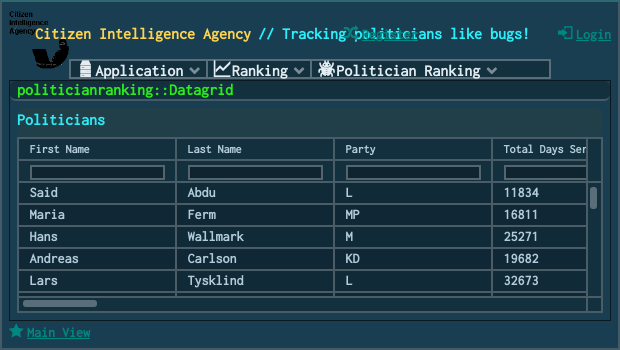 Citizen
Intelligence
Agency
Citizen Intelligence Agency // Tracking politicians like bugs!
Register
Login
Application
Ranking
Politician Ranking
politicianranking::Datagrid
Politicians
First Name Last Name Party Total Days Ser
Said Abdu L 11834
Maria Ferm MP 16811
Hans Wallmark M 25271
Andreas Carlson KD 19682
Lars Tysklind L 32673
Main View